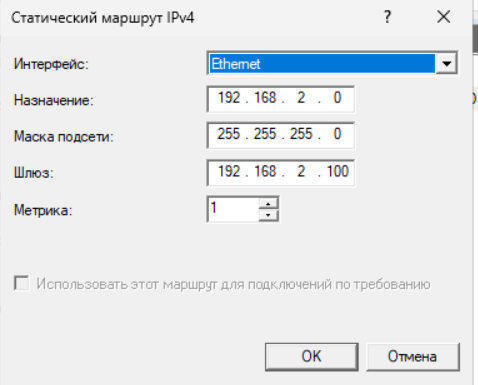 Статический маршрут IPv4 ?
Интерфейс: Ethernet
Назначение: 192 . 168 . 2 . 0
Маска подсети: 255 . 255 . 255 . 0
Шлюз: 192 . 168 . 2 . 100
Метрика: 1
Использовать этот маршрут для подключений по требованию
OK Отмена